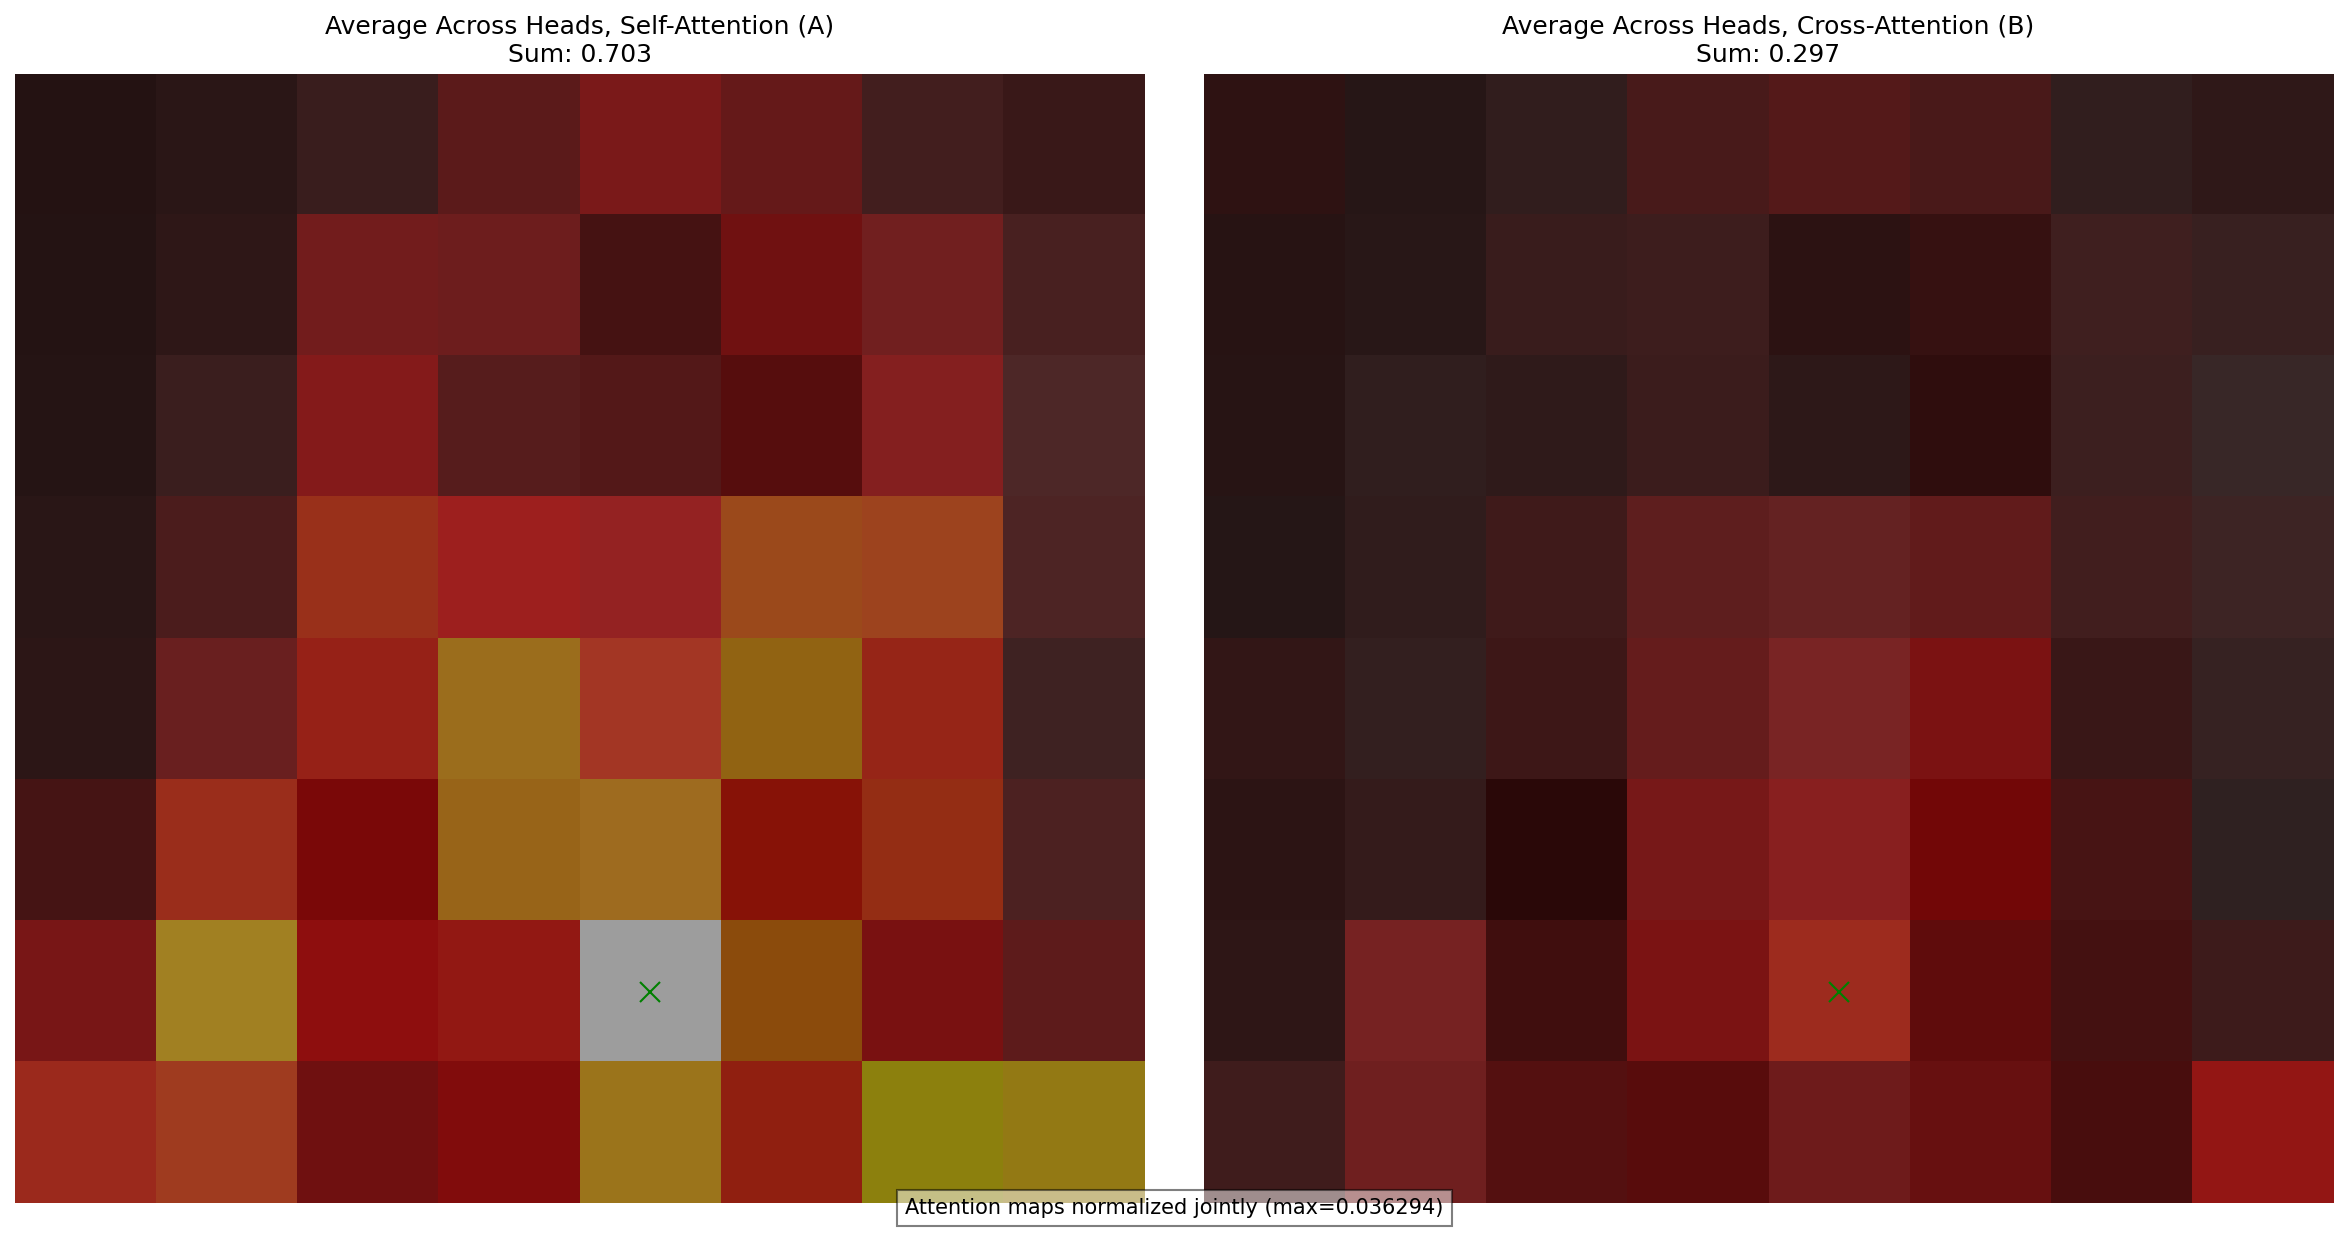 Average Across Heads, Self-Attention (A)
Sum: 0.703
Average Across Heads, Cross-Attention (B)
Sum: 0.297
Attention maps normalized jointly (max=0.036294)